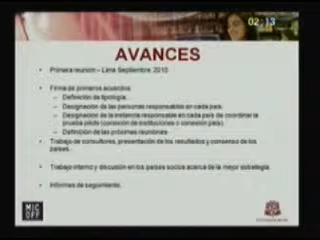 02:13
AVANCES
• Primera reunión – Lima Septiembre 2010
• Firma de primeros acuerdos
– Definición de tipología...
– Designación de las personas responsables en cada país.
– Designación de la instancia responsable en cada país de coordinar la
prueba piloto (conexión de instituciones o conexión país).
– Definición de las próximas reuniones
• Trabajo de consultores, presentación de los resultados y consenso de los
países.
• Trabajo interno y discusión en los países socios acerca de la mejor estrategia.
• Informes de seguimiento.
MIC
OFF